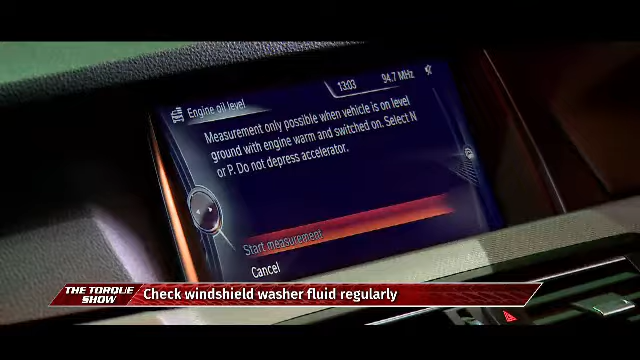 13:03 94.7 MHz
Engine oil level
Measurement only possible when vehicle is on level
ground with engine warm and switched on. Select N
or P. Do not depress accelerator.
Start measurement
Cancel
THE TORQUE
SHOW
Check windshield washer fluid regularly